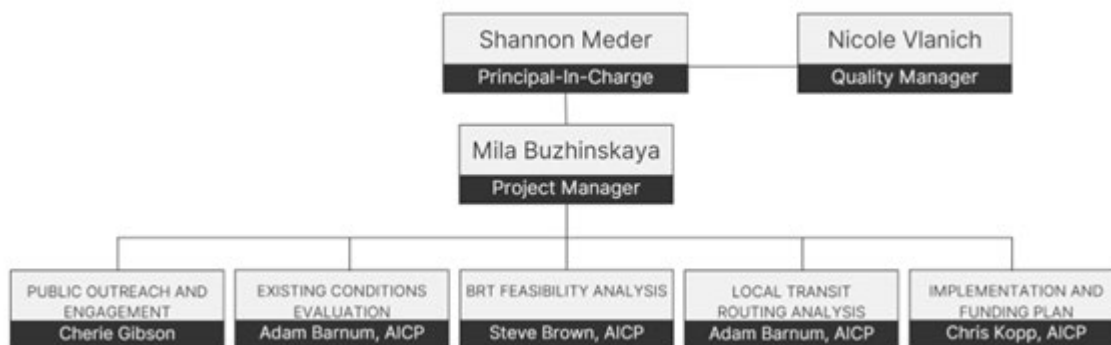 Shannon Meder
Principal-In-Charge
Nicole Vlanich
Quality Manager
Mila Buzhinskaya
Project Manager
PUBLIC OUTREACH AND
ENGAGEMENT
Cherie Gibson
EXISTING CONDITIONS
EVALUATION
Adam Barnum, AICP
BRT FEASIBILITY ANALYSIS
Steve Brown, AICP
LOCAL TRANSIT
ROUTING ANALYSIS
Adam Barnum, AICP
IMPLEMENTATION AND
FUNDING PLAN
Chris Kopp, AICP